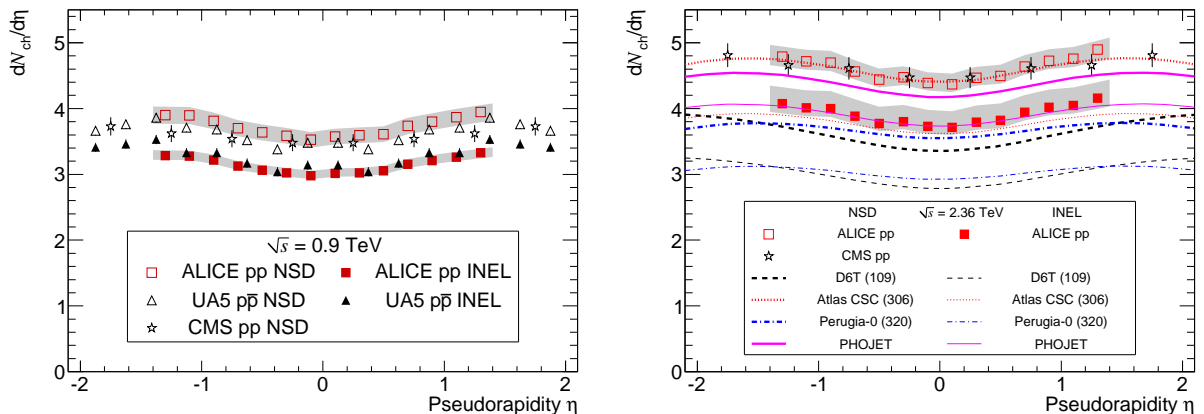 dN_ch/dη
5
4
3
2
1
0
√s = 0.9 TeV
ALICE pp NSD ALICE pp INEL
UA5 pp̅ NSD UA5 pp̅ INEL
CMS pp NSD
-2 -1 0 1 2
Pseudorapidity η
dN_ch/dη
5
4
3
2
1
0
NSD √s = 2.36 TeV INEL
ALICE pp ALICE pp
CMS pp
D6T (109) D6T (109)
Atlas CSC (306) Atlas CSC (306)
Perugia-0 (320) Perugia-0 (320)
PHOJET PHOJET
-2 -1 0 1 2
Pseudorapidity η